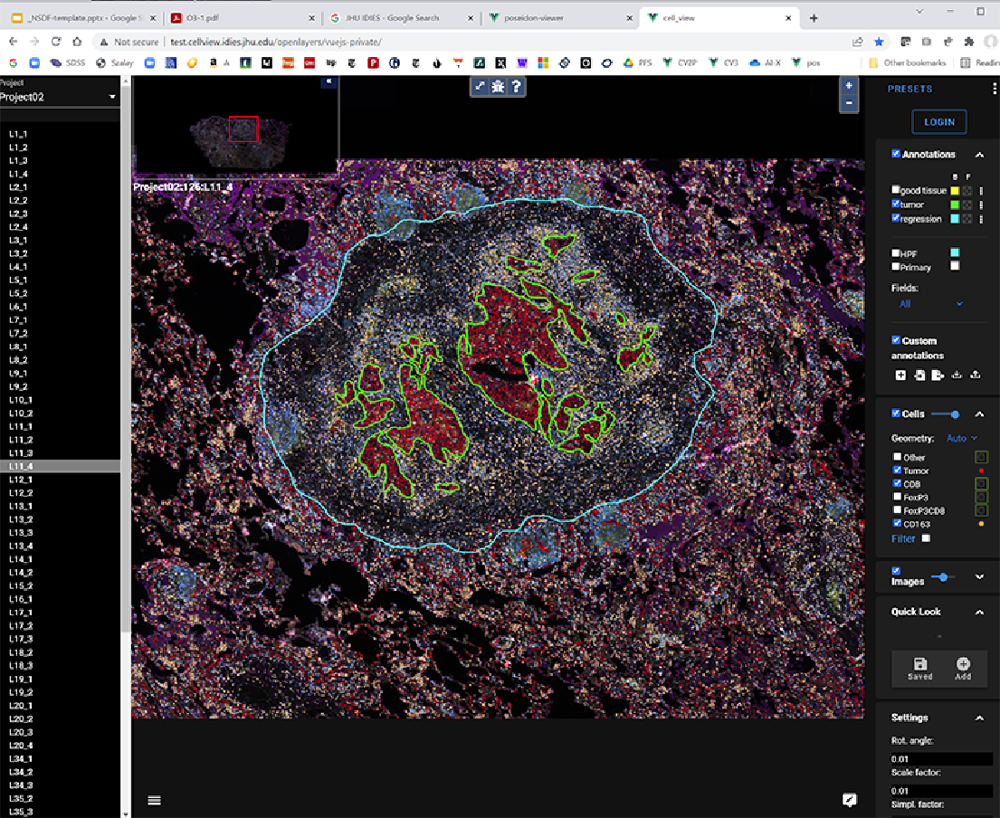 _NSDF-template.pptx - Google S
O3-1.pdf
JHU IDIES - Google Search
poseidon-viewer
cell_view
Not secure | test.cellview.idies.jhu.edu/openlayers/vuejs-private/
SDSS
Szalay
PFS
CV2P
CV3
AI-X
pos
Other bookmarks
Readin
Project
Project02
L1_1
L1_2
L1_3
L1_4
L2_1
L2_2
L2_3
L2_4
L3_1
L3_2
L4_1
L5_1
L5_2
L6_1
L7_1
L7_2
L8_1
L8_2
L9_1
L9_2
L10_1
L10_2
L11_1
L11_2
L11_3
L11_4
L12_1
L12_2
L13_1
L13_2
L13_3
L13_4
L14_1
L14_2
L15_2
L16_1
L17_1
L17_2
L17_3
L18_2
L18_3
L19_1
L19_2
L20_1
L20_2
L20_3
L20_4
L34_1
L34_2
L34_3
L35_2
L35_3
Project02:126:L11_4
PRESETS
LOGIN
Annotations
B F
good tissue
tumor
regression
HPF
Primary
Fields:
All
Custom
annotations
Cells
Geometry: Auto
Other
Tumor
CD8
FoxP3
FoxP3CD8
CD163
Filter
Images
Quick Look
-
Saved
Add
Settings
Rot. angle:
0.01
Scale factor:
0.01
Simpl. factor: